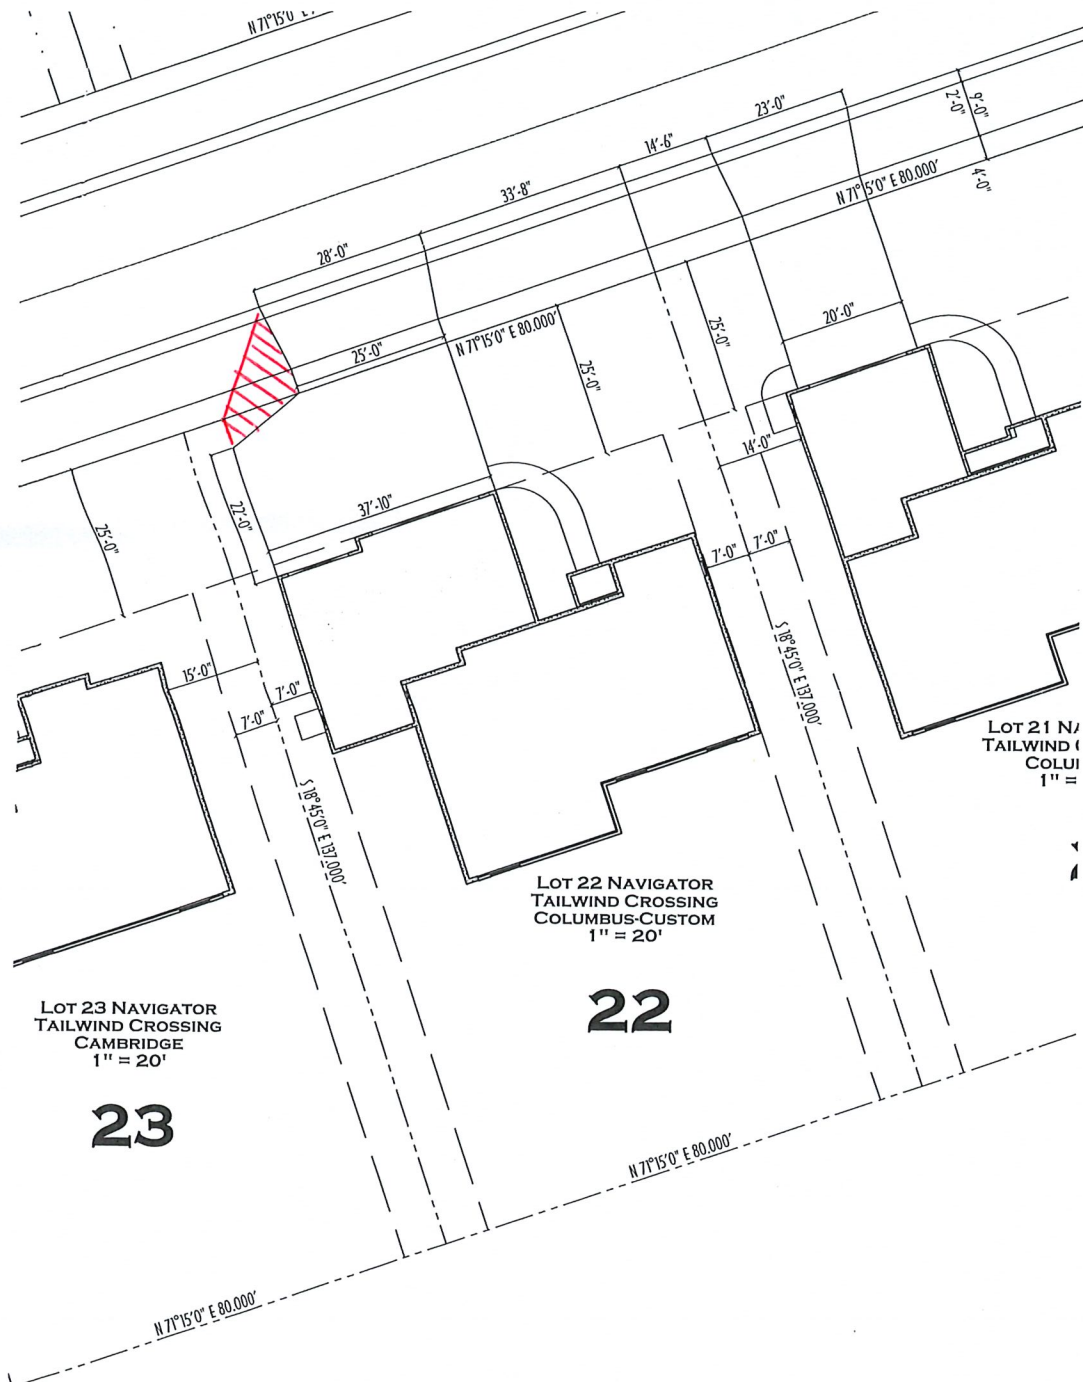 N 71°15'0" E
23'-0"
9'-0"
2'-0"
14'-6"
33'-8"
4'-0"
N 71° 5'0" E 80.000'
28'-0"
20'-0"
25'-0"
N 71°15'0" E 80.000'
25'-0"
25'-0"
14'-0"
37'-10"
22'-0"
25'-0"
7'-0"
7'-0"
15'-0"
7'-0"
7'-0"
S 18°45'0" E 137.000'
S 18°45'0" E 137.000'
LOT 21 NA
TAILWIND C
COLU
1" =
LOT 22 NAVIGATOR
TAILWIND CROSSING
COLUMBUS-CUSTOM
1" = 20'
22
LOT 23 NAVIGATOR
TAILWIND CROSSING
CAMBRIDGE
1" = 20'
23
N 71°15'0" E 80.000'
N 71°15'0" E 80.000'